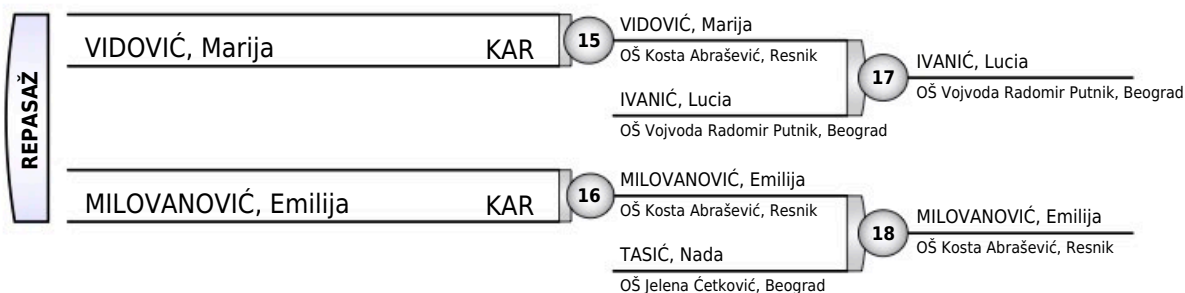 REPASAŽ
VIDOVIĆ, Marija KAR
15
VIDOVIĆ, Marija
OŠ Kosta Abrašević, Resnik
IVANIĆ, Lucia
OŠ Vojvoda Radomir Putnik, Beograd
17
IVANIĆ, Lucia
OŠ Vojvoda Radomir Putnik, Beograd
MILOVANOVIĆ, Emilija KAR
16
MILOVANOVIĆ, Emilija
OŠ Kosta Abrašević, Resnik
TASIĆ, Nada
OŠ Jelena Ćetković, Beograd
18
MILOVANOVIĆ, Emilija
OŠ Kosta Abrašević, Resnik